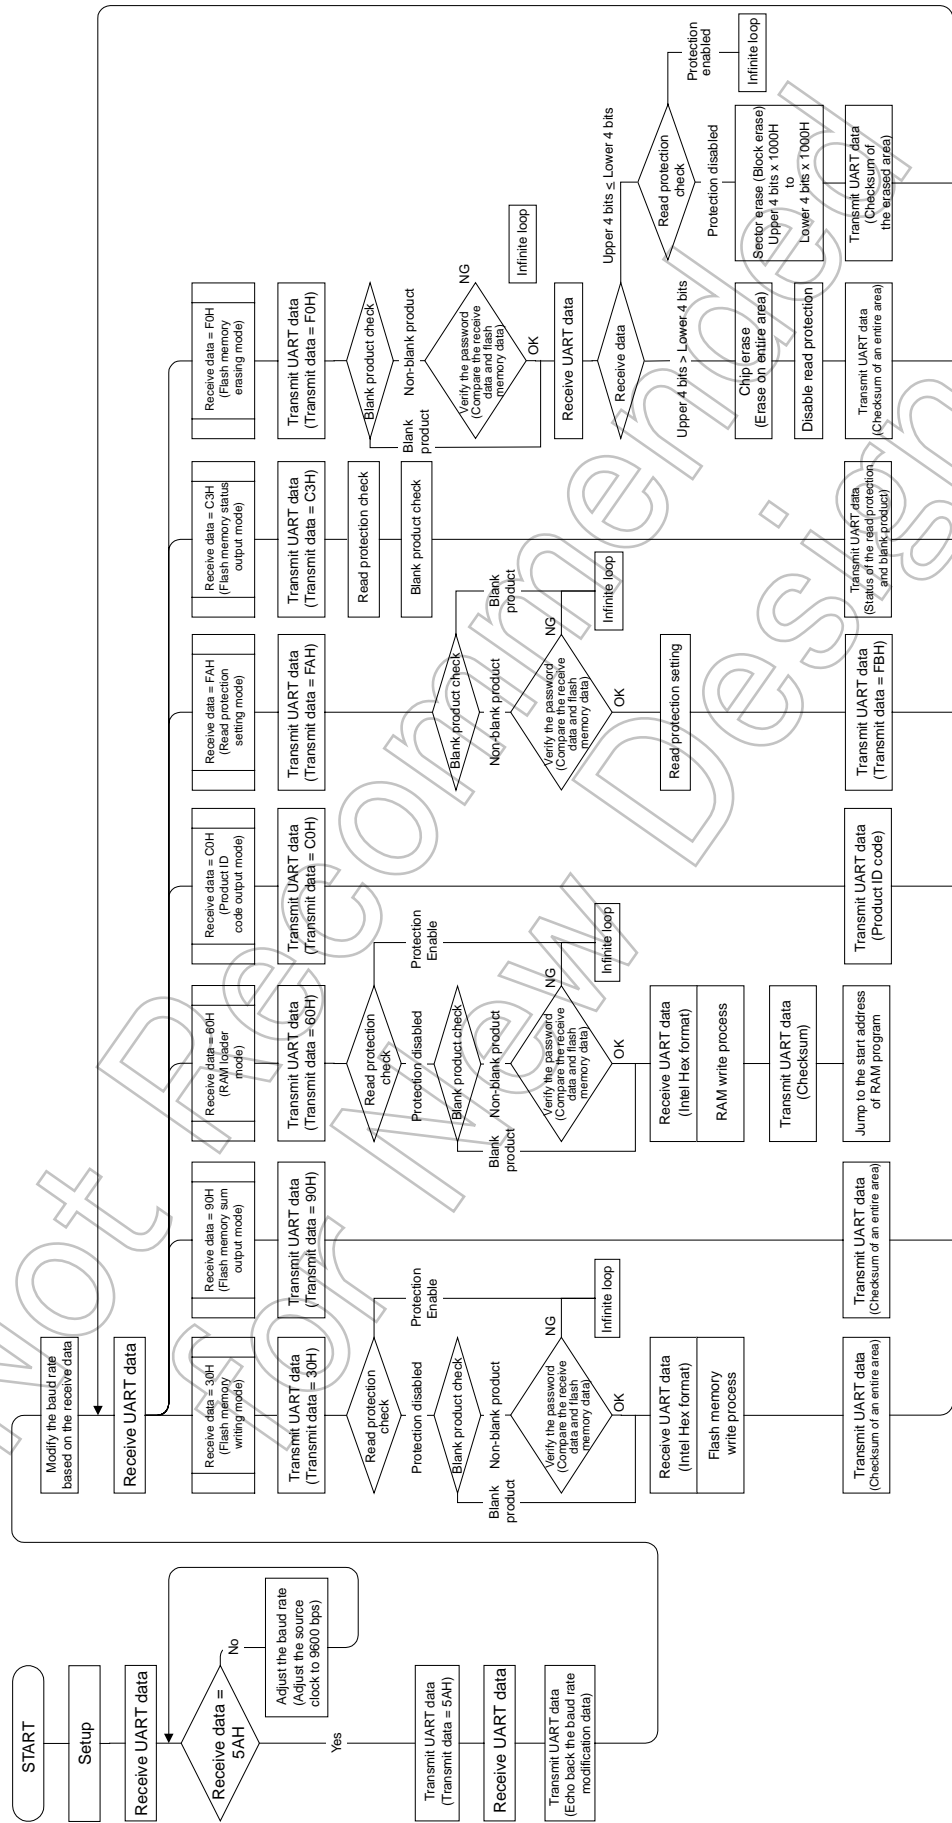 START
Setup
Receive UART data
Receive data =
5AH
No
Adjust the baud rate
(Adjust the source
clock to 9600 bps)
Yes
Transmit UART data
(Transmit data = 5AH)
Receive UART data
Transmit UART data
(Echo back the baud rate
modification data)
Modify the baud rate
based on the receive data
Receive UART data
Receive data = 30H
(Flash memory
writing mode)
Transmit UART data
(Transmit data = 30H)
Read protection
check
Protection
Enable
Protection disabled
Blank product check
Blank
product
Non-blank product
Verify the password
(Compare the receive
data and flash
memory data)
NG
Infinite loop
OK
Receive UART data
(Intel Hex format)
Flash memory
write process
Transmit UART data
(Checksum of an entire area)
Receive data = 90H
(Flash memory sum
output mode)
Transmit UART data
(Transmit data = 90H)
Transmit UART data
(Checksum of an entire area)
Receive data = 60H
(RAM loader
mode)
Transmit UART data
(Transmit data = 60H)
Read protection
check
Protection
Enable
Protection disabled
Blank product check
Blank
product
Non-blank product
Verify the password
(Compare the receive
data and flash
memory data)
NG
Infinite loop
OK
Receive UART data
(Intel Hex format)
RAM write process
Transmit UART data
(Checksum)
Jump to the start address
of RAM program
Receive data = C0H
(Product ID
code output mode)
Transmit UART data
(Transmit data = C0H)
Transmit UART data
(Product ID code)
Receive data = FAH
(Read protection
setting mode)
Transmit UART data
(Transmit data = FAH)
Blank product check
Blank
product
Non-blank product
Verify the password
(Compare the receive
data and flash
memory data)
NG
Infinite loop
OK
Read protection setting
Transmit UART data
(Transmit data = FBH)
Receive data = C3H
(Flash memory status
output mode)
Transmit UART data
(Transmit data = C3H)
Read protection check
Blank product check
Transmit UART data
(Status of the read protection
and blank product)
Receive data = F0H
(Flash memory
erasing mode)
Transmit UART data
(Transmit data = F0H)
Blank product check
Blank
product
Non-blank product
Verify the password
(Compare the receive
data and flash
memory data)
NG
Infinite loop
OK
Receive UART data
Receive data
Upper 4 bits > Lower 4 bits
Upper 4 bits ≤ Lower 4 bits
Chip erase
(Erase on entire area)
Disable read protection
Transmit UART data
(Checksum of an entire area)
Read protection
check
Protection
enabled
Infinite loop
Protection disabled
Sector erase (Block erase)
Upper 4 bits x 1000H
to
Lower 4 bits x 1000H
Transmit UART data
(Checksum of
the erased area)
Not Recommended
for New Design